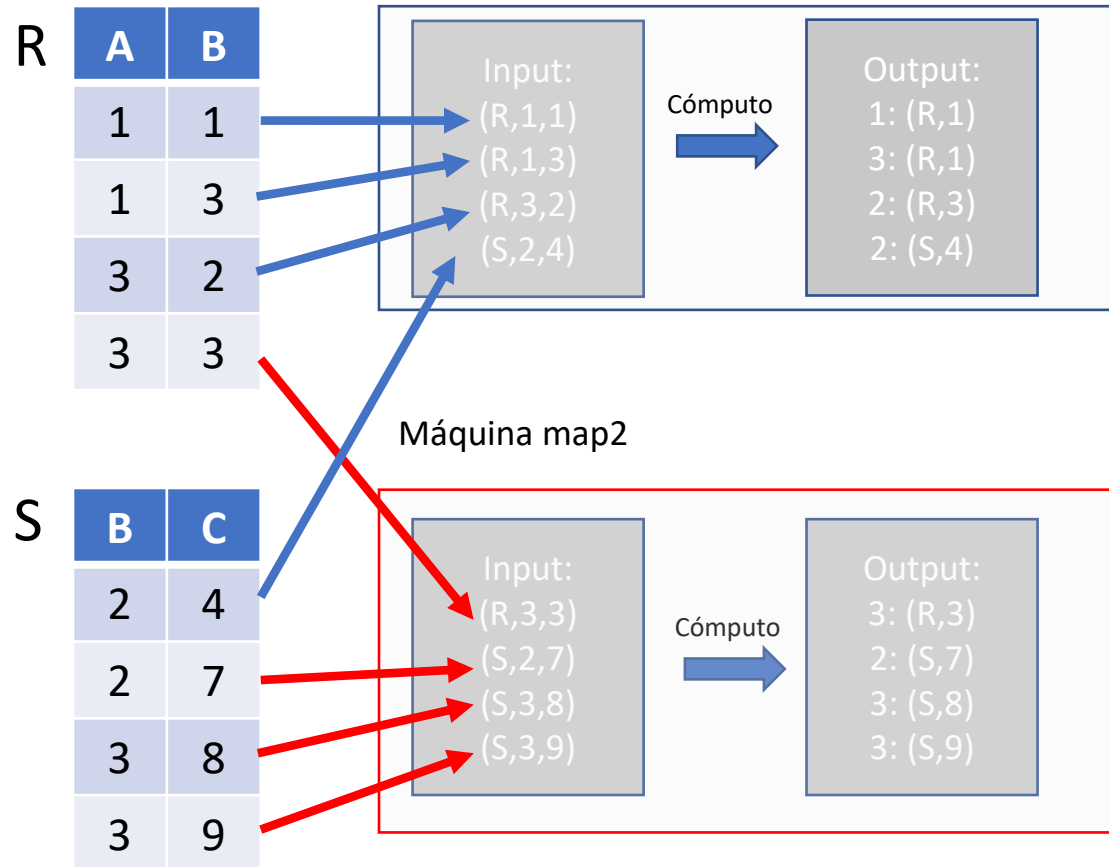 R
A B
1 1
1 3
3 2
3 3
Input:
(R,1,1)
(R,1,3)
(R,3,2)
(S,2,4)
Cómputo
Output:
1: (R,1)
3: (R,1)
2: (R,3)
2: (S,4)
Máquina map2
S
B C
2 4
2 7
3 8
3 9
Input:
(R,3,3)
(S,2,7)
(S,3,8)
(S,3,9)
Cómputo
Output:
3: (R,3)
2: (S,7)
3: (S,8)
3: (S,9)